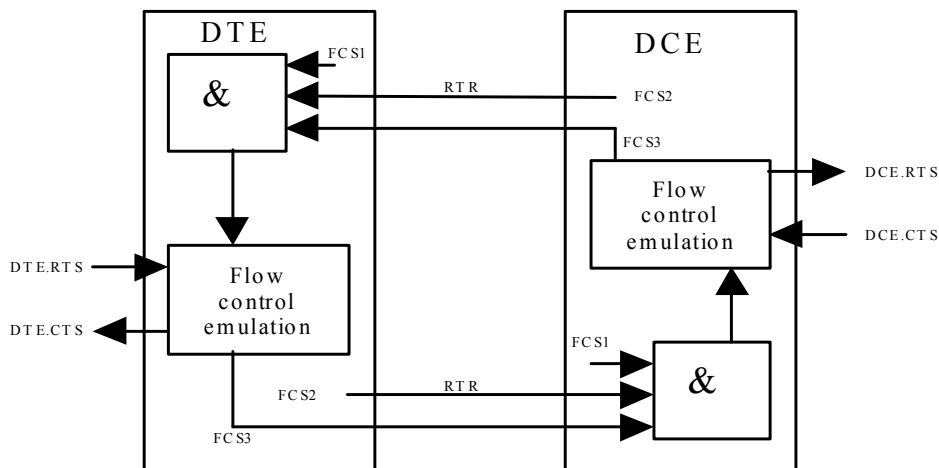 DTE
DCE
FCS1
&
RTR
FCS2
FCS3
DCE.RTS
Flow
control
emulation
DCE.CTS
DTE.RTS
Flow
control
emulation
DTE.CTS
FCS1
&
FCS2
RTR
FCS3